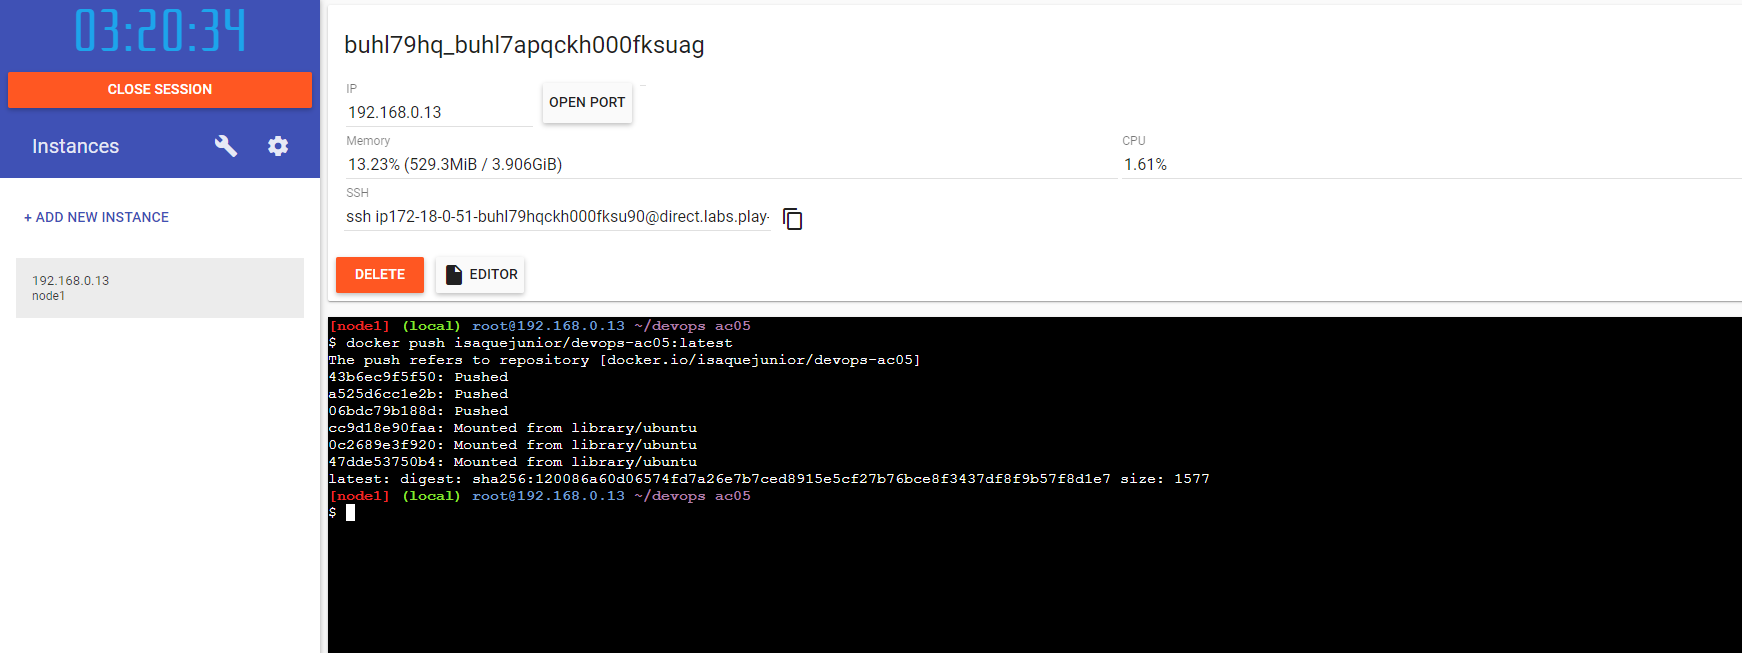 03:20:34
CLOSE SESSION
Instances
+ ADD NEW INSTANCE
192.168.0.13
node1
buhl79hq_buhl7apqckh000fksuag
IP
192.168.0.13
OPEN PORT
Memory
13.23% (529.3MiB / 3.906GiB)
CPU
1.61%
SSH
ssh ip172-18-0-51-buhl79hqckh000fksu90@direct.labs.play-
DELETE
EDITOR
[node1] (local) root@192.168.0.13 ~/devops ac05
$ docker push isaquejunior/devops-ac05:latest
The push refers to repository [docker.io/isaquejunior/devops-ac05]
43b6ec9f5f50: Pushed
a525d6cc1e2b: Pushed
06bdc79b188d: Pushed
cc9d18e90faa: Mounted from library/ubuntu
0c2689e3f920: Mounted from library/ubuntu
47dde53750b4: Mounted from library/ubuntu
latest: digest: sha256:120086a60d06574fd7a26e7b7ced8915e5cf27b76bce8f3437df8f9b57f8d1e7 size: 1577
[node1] (local) root@192.168.0.13 ~/devops ac05
$